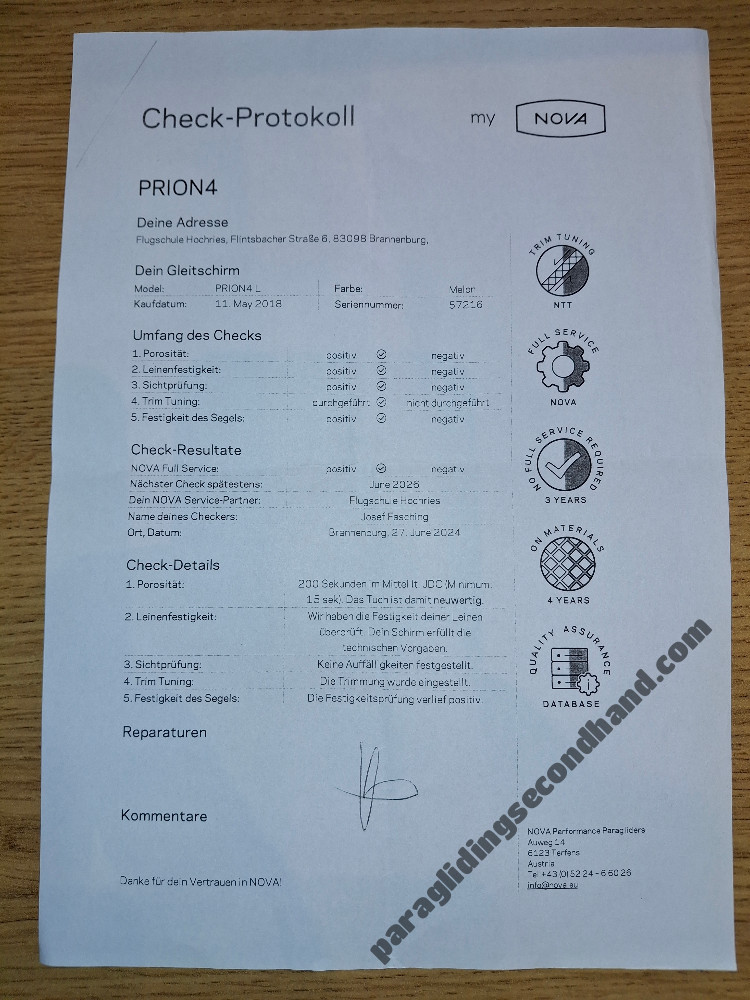 Check-Protokoll
my NOVA
PRION4
Deine Adresse
Flugschule Hochries, Flintsbacher Straße 6, 83098 Brannenburg,
Dein Gleitschirm
Model: PRION4 L Farbe: Melon
Kaufdatum: 11. May 2018 Seriennummer: 57216
Umfang des Checks
1. Porosität: positiv negativ
2. Leinenfestigkeit: positiv negativ
3. Sichtprüfung: positiv negativ
4. Trim Tuning: durchgeführt nicht durchgeführt
5. Festigkeit des Segels: positiv negativ
Check-Resultate
NOVA Full Service: positiv negativ
Nächster Check spätestens: June 2026
Dein NOVA Service-Partner: Flugschule Hochries
Name deines Checkers: Josef Fasching
Ort, Datum: Brannenburg, 27. June 2024
Check-Details
1. Porosität: 200 Sekunden im Mittel lt. JDC (Minimum:
15 sek). Das Tuch ist damit neuwertig.
2. Leinenfestigkeit: Wir haben die Festigkeit deiner Leinen
überprüft. Dein Schirm erfüllt die
technischen Vorgaben.
3. Sichtprüfung: Keine Auffälligkeiten festgestellt.
4. Trim Tuning: Die Trimmung wurde eingestellt.
5. Festigkeit des Segels: Die Festigkeitsprüfung verlief positiv
Reparaturen
Kommentare
Danke für dein Vertrauen in NOVA!
TRIM TUNING
NTT
FULL SERVICE
NOVA
NO FULL SERVICE REQUIRED
3 YEARS
ON MATERIALS
4 YEARS
QUALITY ASSURANCE
DATABASE
NOVA Performance Paragliders
Auweg 14
6123 Terfens
Austria
Tel +43 (0) 52 24 - 6 60 26
info@nova.eu
paraglidingsecondhand.com